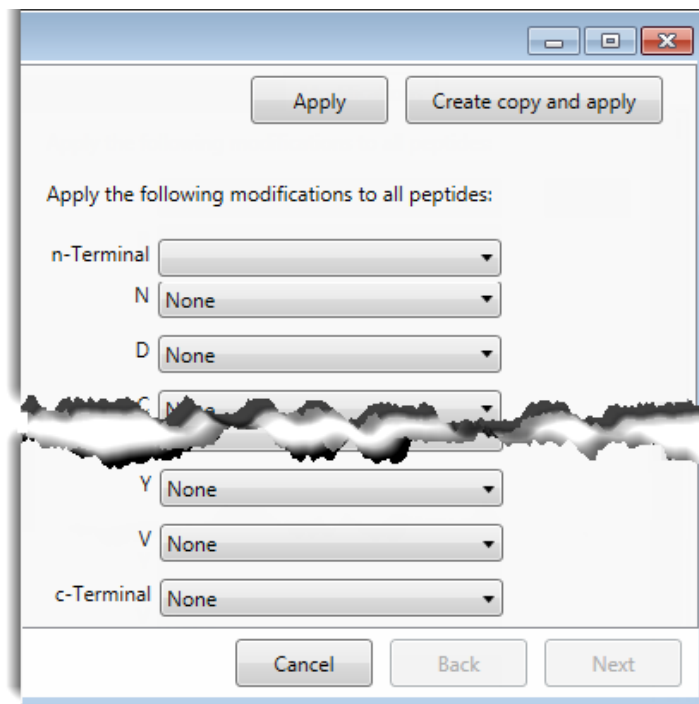 Apply Create copy and apply
Apply the following modifications to all peptides:
n-Terminal
N None
D None
C
Y None
V None
c-Terminal None
Cancel Back Next